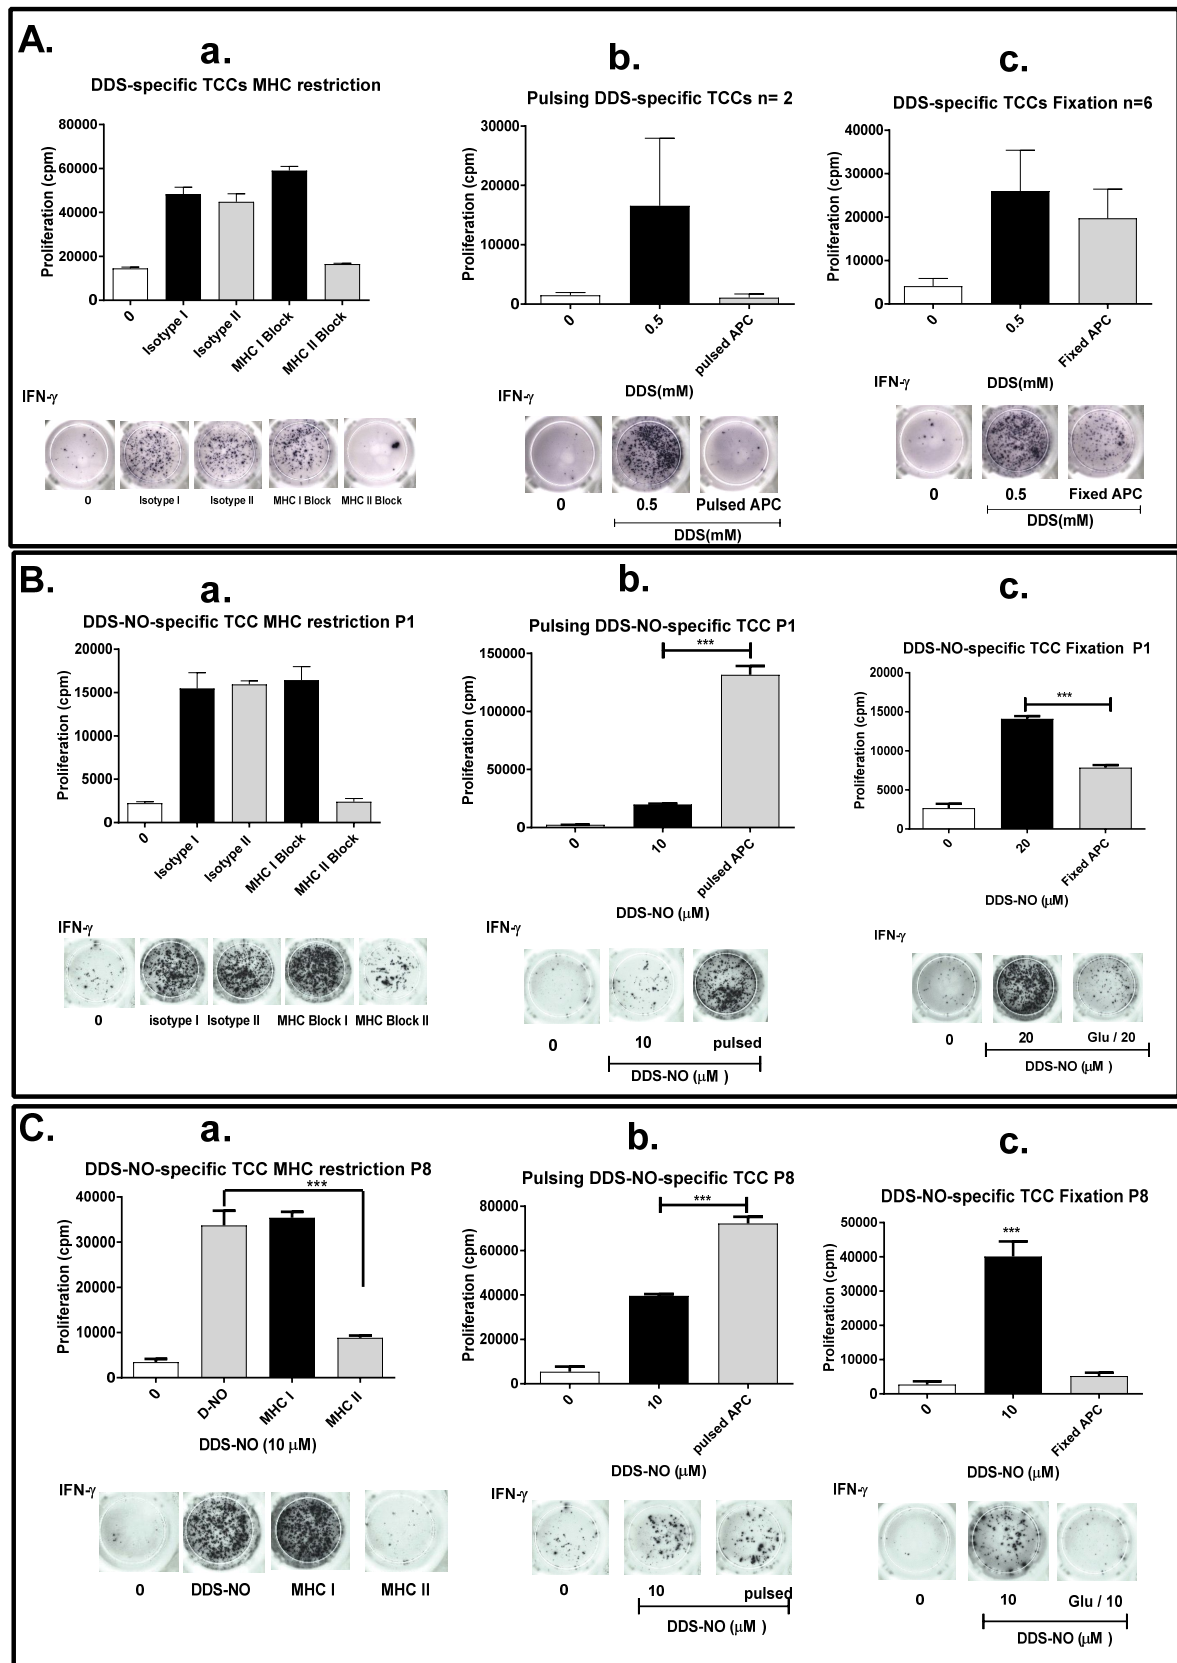 A.
a.
DDS-specific TCCs MHC restriction
Proliferation (cpm)
80000
60000
40000
20000
0
0
Isotype I
Isotype II
MHC I Block
MHC II Block
IFN-γ
0
Isotype I
Isotype II
MHC I Block
MHC II Block
b.
Pulsing DDS-specific TCCs n= 2
Proliferation (cpm)
30000
20000
10000
0
0
0.5
pulsed APC
DDS(mM)
IFN-γ
0
0.5
Pulsed APC
DDS(mM)
c.
DDS-specific TCCs Fixation n=6
Proliferation (cpm)
40000
30000
20000
10000
0
0
0.5
Fixed APC
DDS(mM)
IFN-γ
0
0.5
Fixed APC
DDS(mM)
B.
a.
DDS-NO-specific TCC MHC restriction P1
Proliferation (cpm)
20000
15000
10000
5000
0
0
Isotype I
Isotype II
MHC I Block
MHC II Block
IFN-γ
0
isotype I
Isotype II
MHC Block I
MHC Block II
b.
Pulsing DDS-NO-specific TCC P1
***
Proliferation (cpm)
150000
100000
50000
0
0
10
pulsed APC
DDS-NO (μM)
IFN-γ
0
10
pulsed
DDS-NO (μM )
c.
DDS-NO-specific TCC Fixation P1
***
Proliferation (cpm)
20000
15000
10000
5000
0
0
20
Fixed APC
DDS-NO (μM)
IFN-γ
0
20
Glu / 20
DDS-NO (μM )
C.
a.
DDS-NO-specific TCC MHC restriction P8
***
Proliferation (cpm)
40000
30000
20000
10000
0
0
D-NO
MHC I
MHC II
DDS-NO (10 μM)
IFN-γ
0
DDS-NO
MHC I
MHC II
b.
Pulsing DDS-NO-specific TCC P8
***
Proliferation (cpm)
80000
60000
40000
20000
0
0
10
pulsed APC
DDS-NO (μM)
IFN-γ
0
10
pulsed
DDS-NO (μM )
c.
DDS-NO-specific TCC Fixation P8
***
Proliferation (cpm)
50000
40000
30000
20000
10000
0
0
10
Fixed APC
DDS-NO (μM)
IFN-γ
0
10
Glu / 10
DDS-NO (μM )